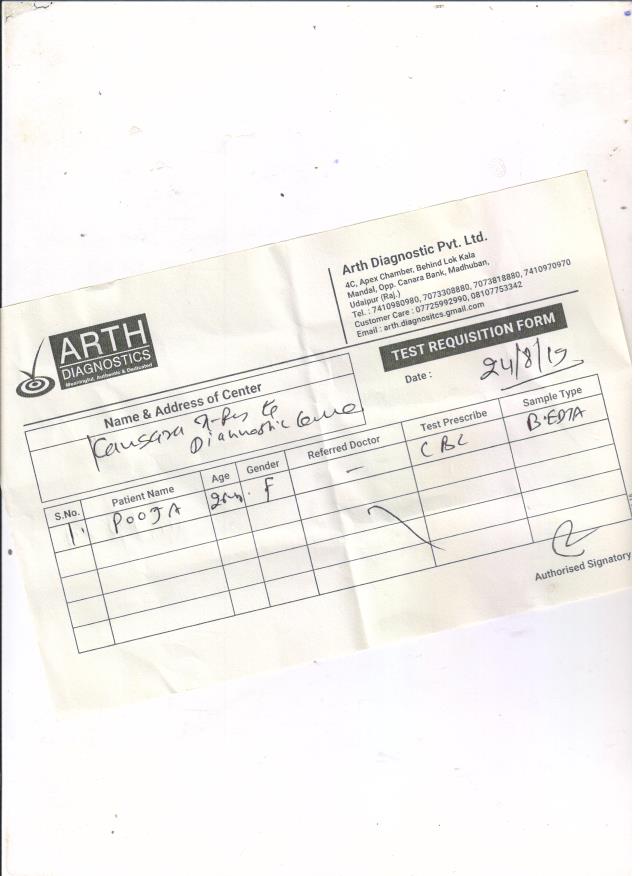 ARTH
DIAGNOSTICS
Meaningful, Authentic & Dedicated
Arth Diagnostic Pvt. Ltd.
4C, Apex Chamber, Behind Lok Kala
Mandal, Opp. Canara Bank, Madhuban,
Udaipur (Raj.)
Tel. : 7410980980, 7073308880, 7073818880, 7410970970
Customer Care : 07725992990, 08107753342
Email : arth.diagnositcs.gmail.com
TEST REQUISITION FORM
Date : 24/8/19
Name & Address of Center
Diagnostic
S.No. Patient Name Age Gender Referred Doctor Test Prescribe Sample Type
1. POOJA F - CBC B.EDTA
Authorised Signatory